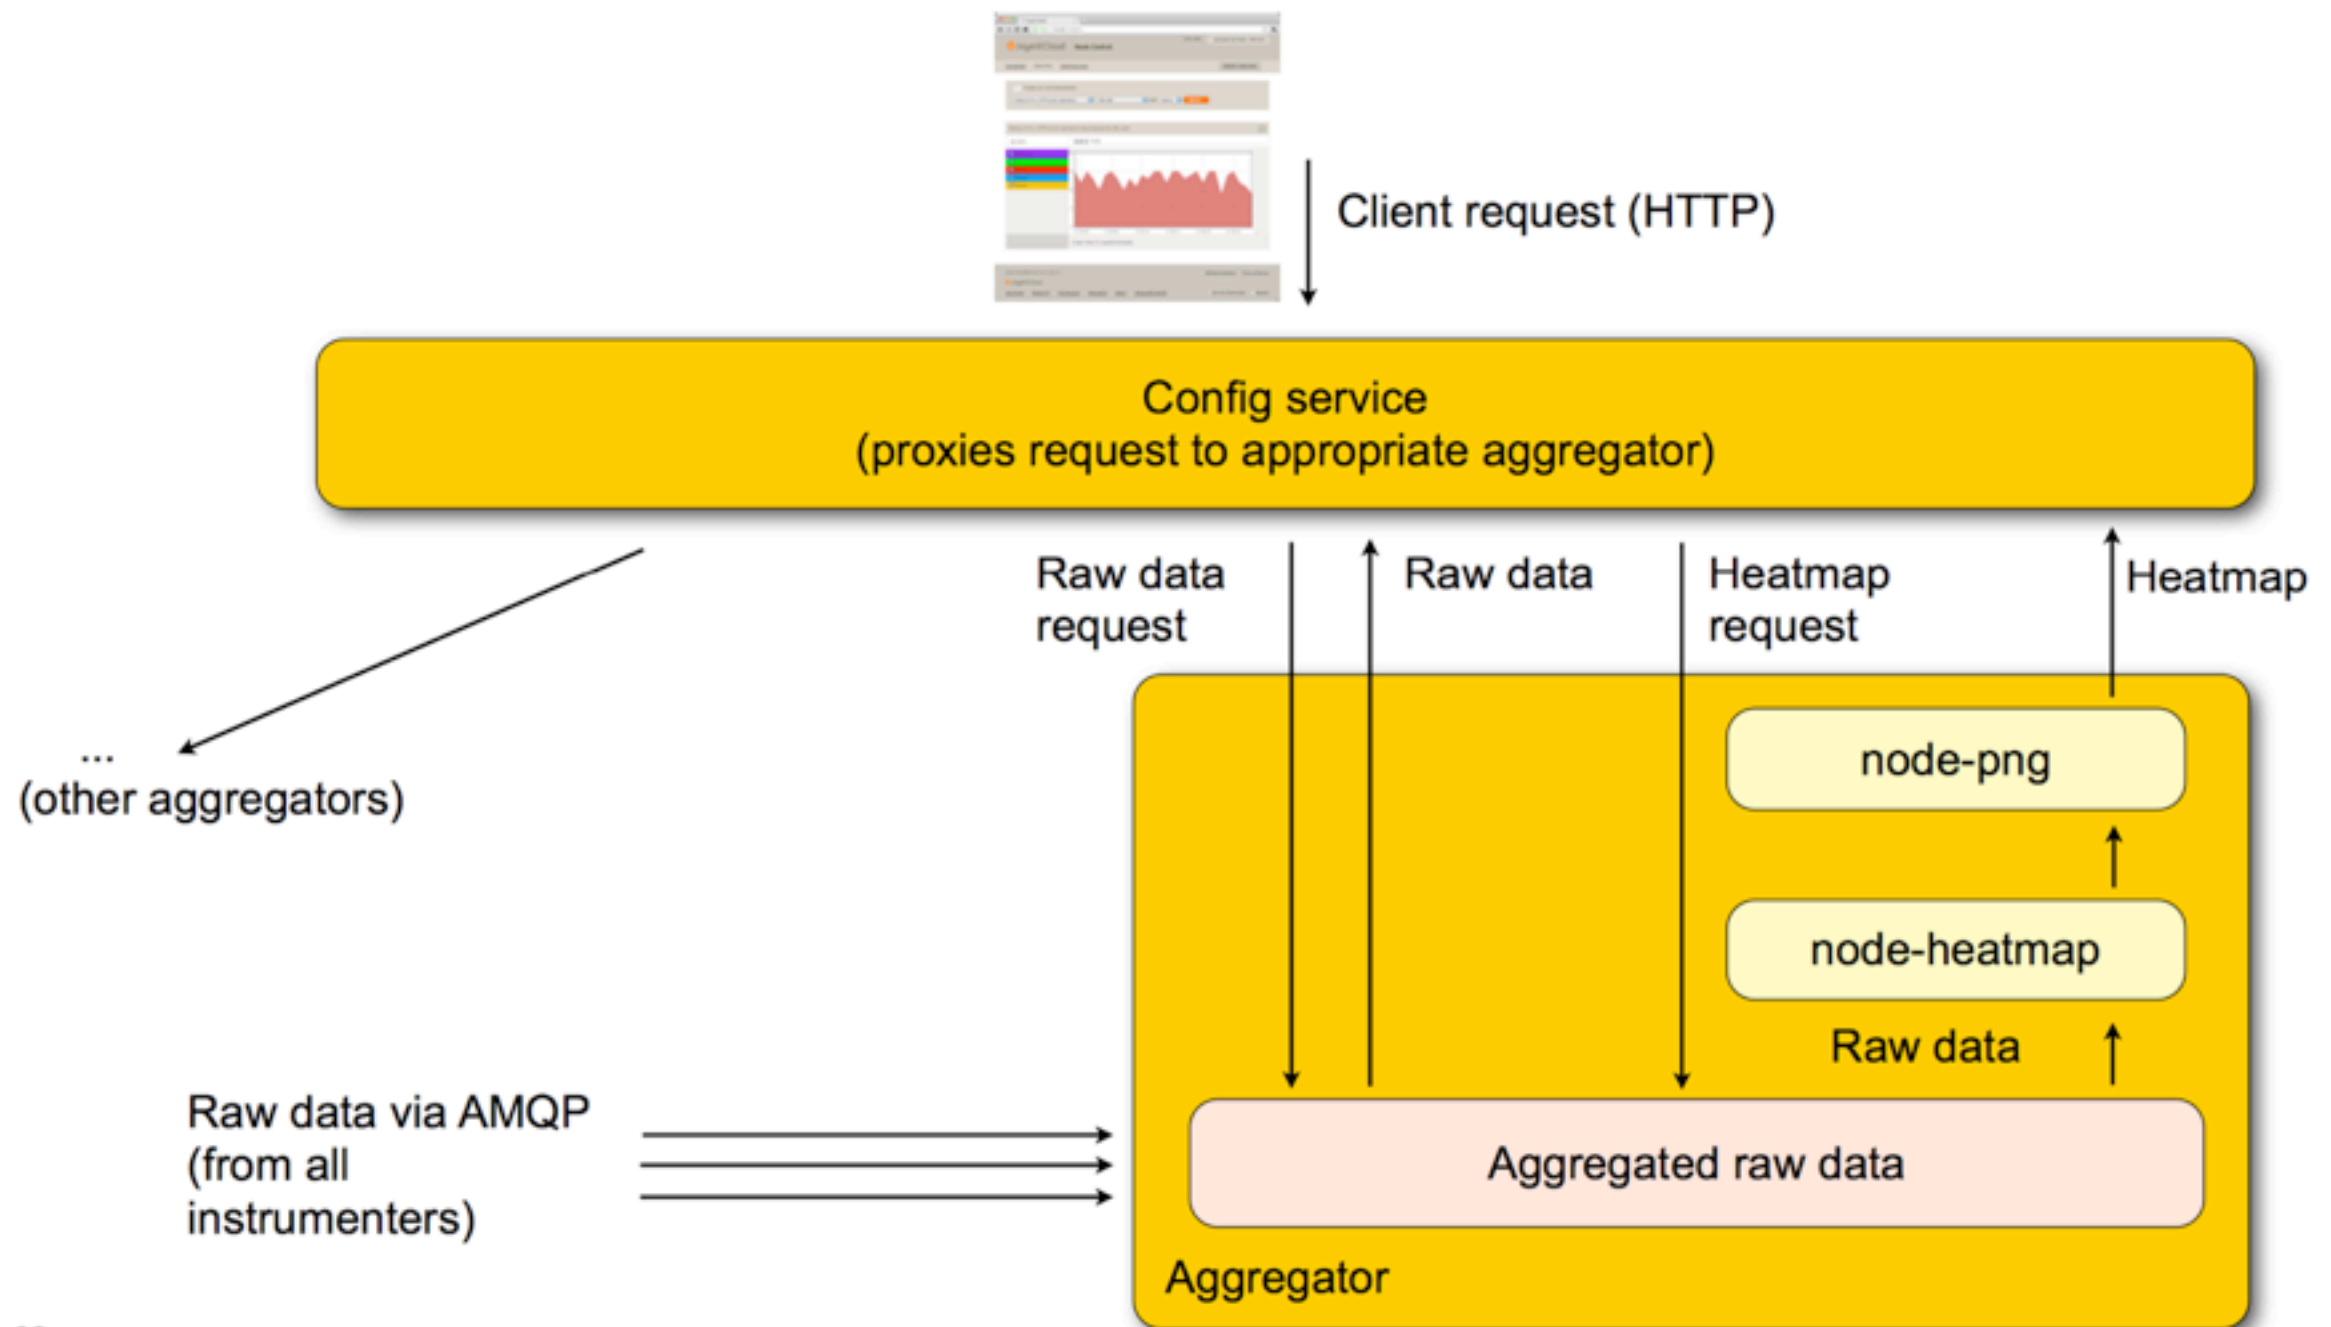 Client request (HTTP)
Config service
(proxies request to appropriate aggregator)
Raw data
request
Raw data
Heatmap
request
Heatmap
...
(other aggregators)
node-png
node-heatmap
Raw data
Raw data via AMQP
(from all
instrumenters)
Aggregated raw data
Aggregator